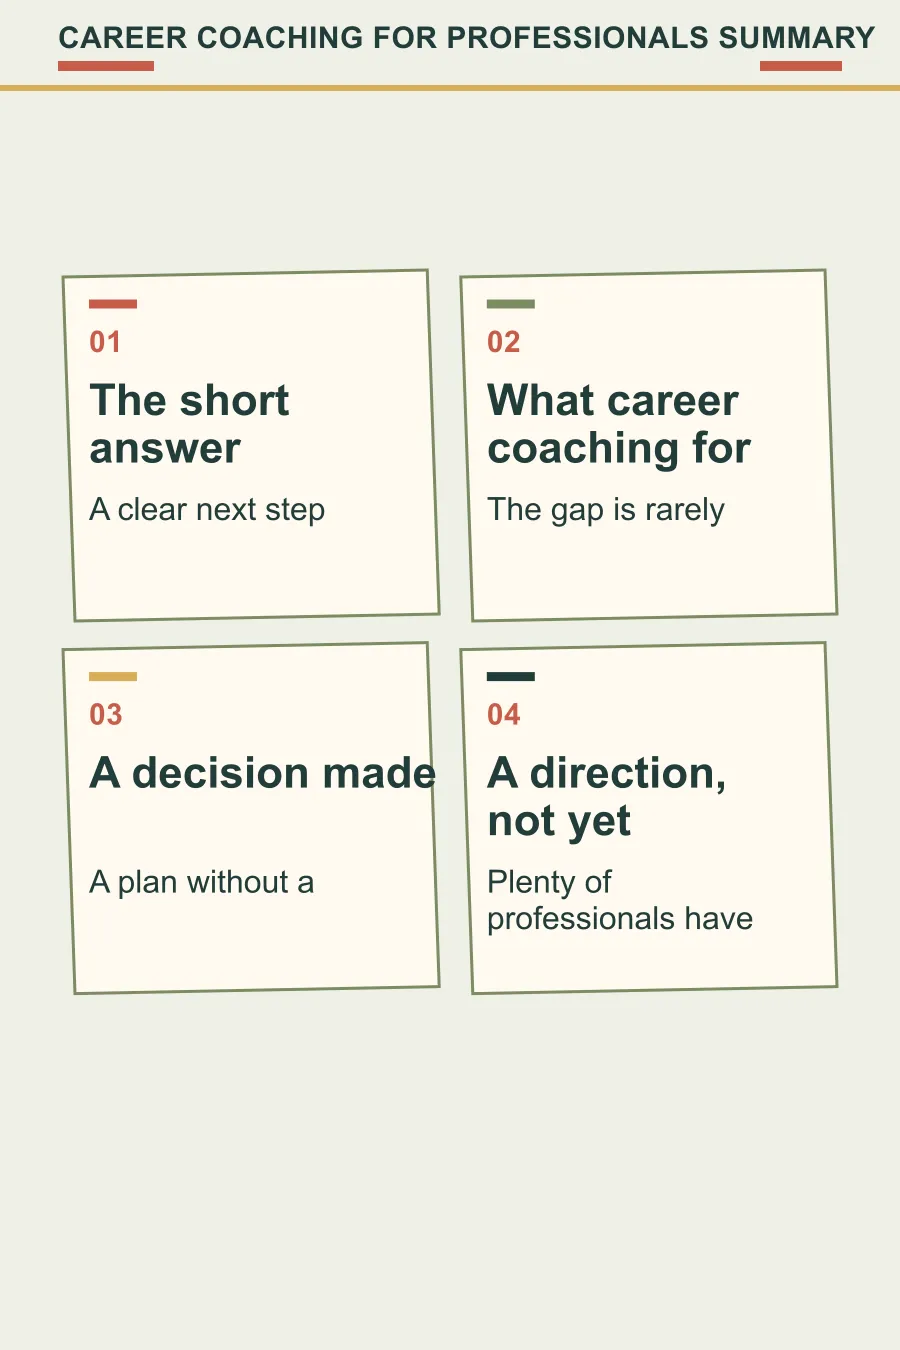 CAREER COACHING FOR PROFESSIONALS SUMMARY
01
The short
answer
A clear next step
02
What career
coaching for
The gap is rarely
03
A decision made
A plan without a
04
A direction,
not yet
Plenty of
professionals have